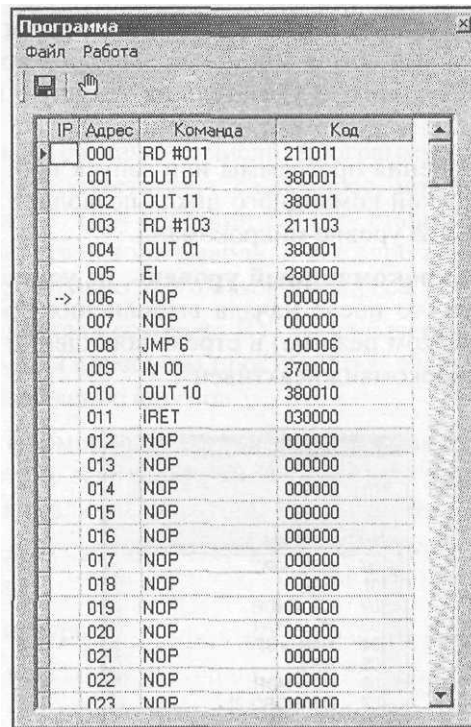 Программа
Файл Работа
IP Адрес Команда Код
000 RD #011 211011
001 OUT 01 380001
002 OUT 11 380011
003 RD #103 211103
004 OUT 01 380001
005 EI 280000
--> 006 NOP 000000
007 NOP 000000
008 JMP 6 100006
009 IN 00 370000
010 OUT 10 380010
011 IRET 030000
012 NOP 000000
013 NOP 000000
014 NOP 000000
015 NOP 000000
016 NOP 000000
017 NOP 000000
018 NOP 000000
019 NOP 000000
020 NOP 000000
021 NOP 000000
022 NOP 000000
023 NOP 000000